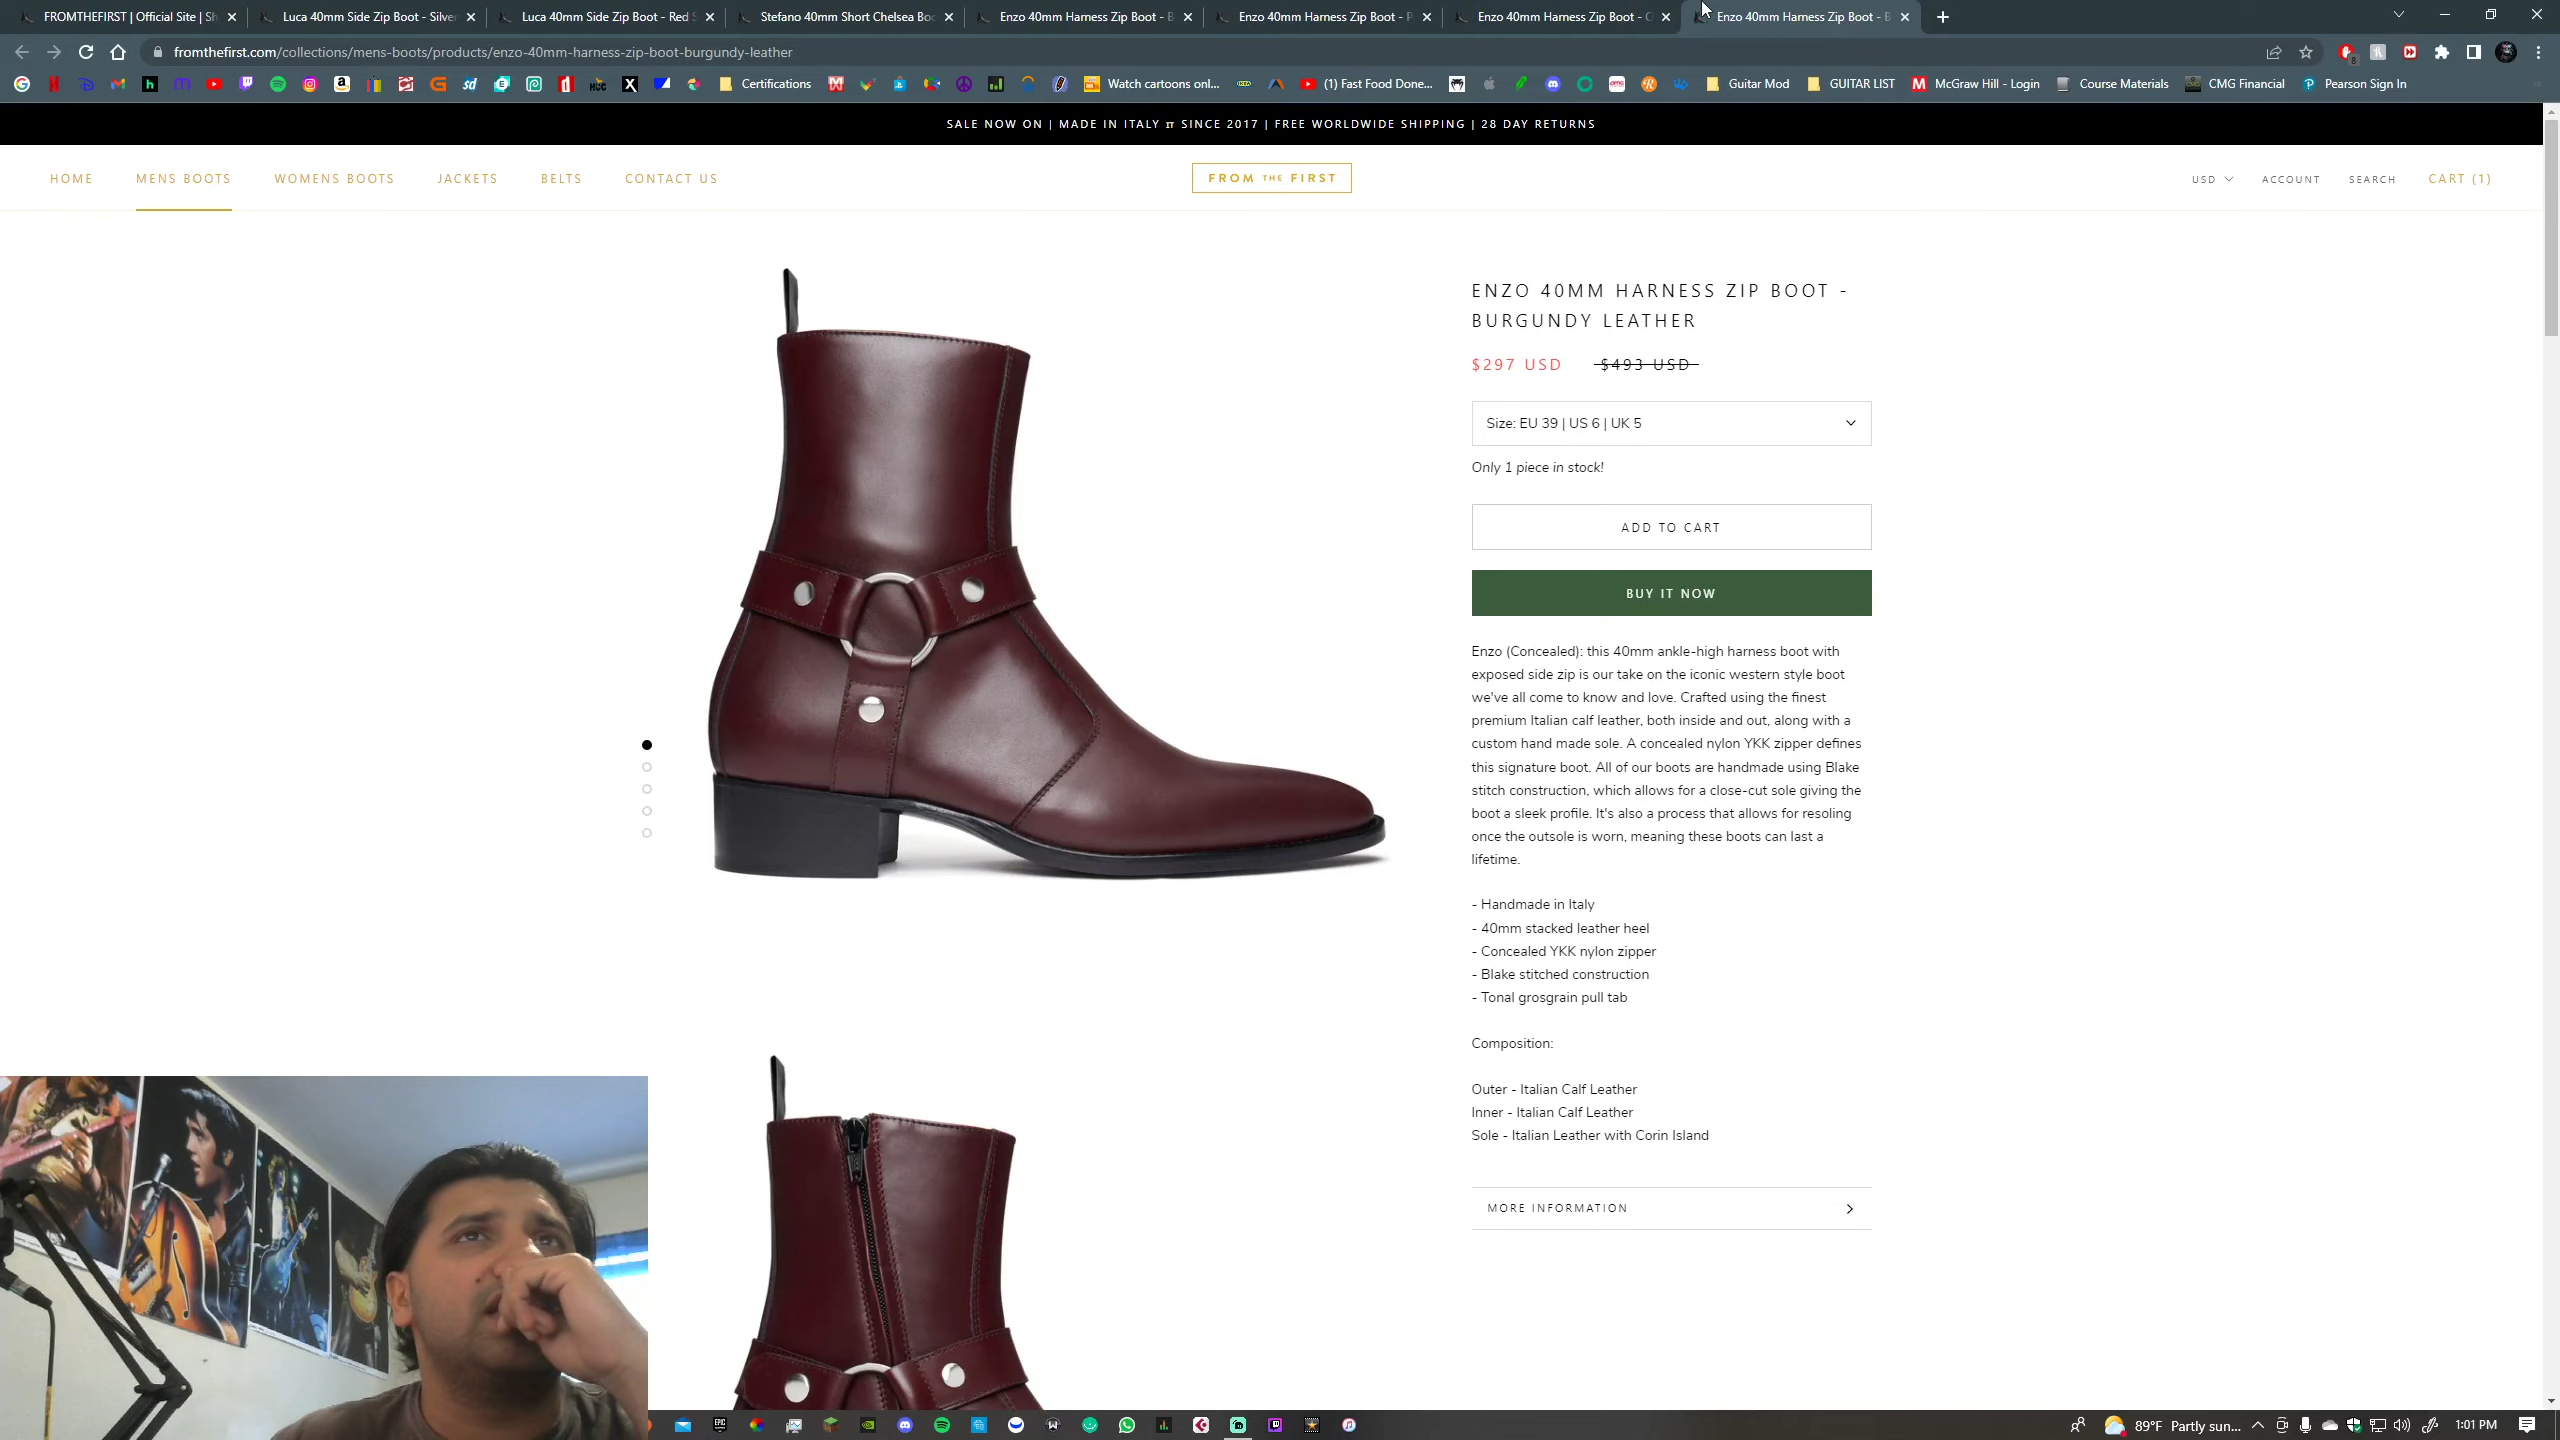 FROMTHEFIRST | Official Site | Sh
Luca 40mm Side Zip Boot - Silver
Luca 40mm Side Zip Boot - Red S
Stefano 40mm Short Chelsea Boo
Enzo 40mm Harness Zip Boot - B
Enzo 40mm Harness Zip Boot - P
Enzo 40mm Harness Zip Boot - C
Enzo 40mm Harness Zip Boot - B
fromthefirst.com/collections/mens-boots/products/enzo-40mm-harness-zip-boot-burgundy-leather
Certifications
Watch cartoons onl...
(1) Fast Food Done...
Guitar Mod
GUITAR LIST
McGraw Hill - Login
Course Materials
CMG Financial
Pearson Sign In
SALE NOW ON | MADE IN ITALY IT SINCE 2017 | FREE WORLDWIDE SHIPPING | 28 DAY RETURNS
HOME
MENS BOOTS
WOMENS BOOTS
JACKETS
BELTS
CONTACT US
FROM THE FIRST
USD
ACCOUNT
SEARCH
CART (1)
ENZO 40MM HARNESS ZIP BOOT -
BURGUNDY LEATHER
$297 USD $493 USD
Size: EU 39 | US 6 | UK 5
Only 1 piece in stock!
ADD TO CART
BUY IT NOW
Enzo (Concealed): this 40mm ankle-high harness boot with
exposed side zip is our take on the iconic western style boot
we've all come to know and love. Crafted using the finest
premium Italian calf leather, both inside and out, along with a
custom hand made sole. A concealed nylon YKK zipper defines
this signature boot. All of our boots are handmade using Blake
stitch construction, which allows for a close-cut sole giving the
boot a sleek profile. It's also a process that allows for resoling
once the outsole is worn, meaning these boots can last a
lifetime.
- Handmade in Italy
- 40mm stacked leather heel
- Concealed YKK nylon zipper
- Blake stitched construction
- Tonal grosgrain pull tab
Composition:
Outer - Italian Calf Leather
Inner - Italian Calf Leather
Sole - Italian Leather with Corin Island
MORE INFORMATION
89°F Partly sun...
1:01 PM